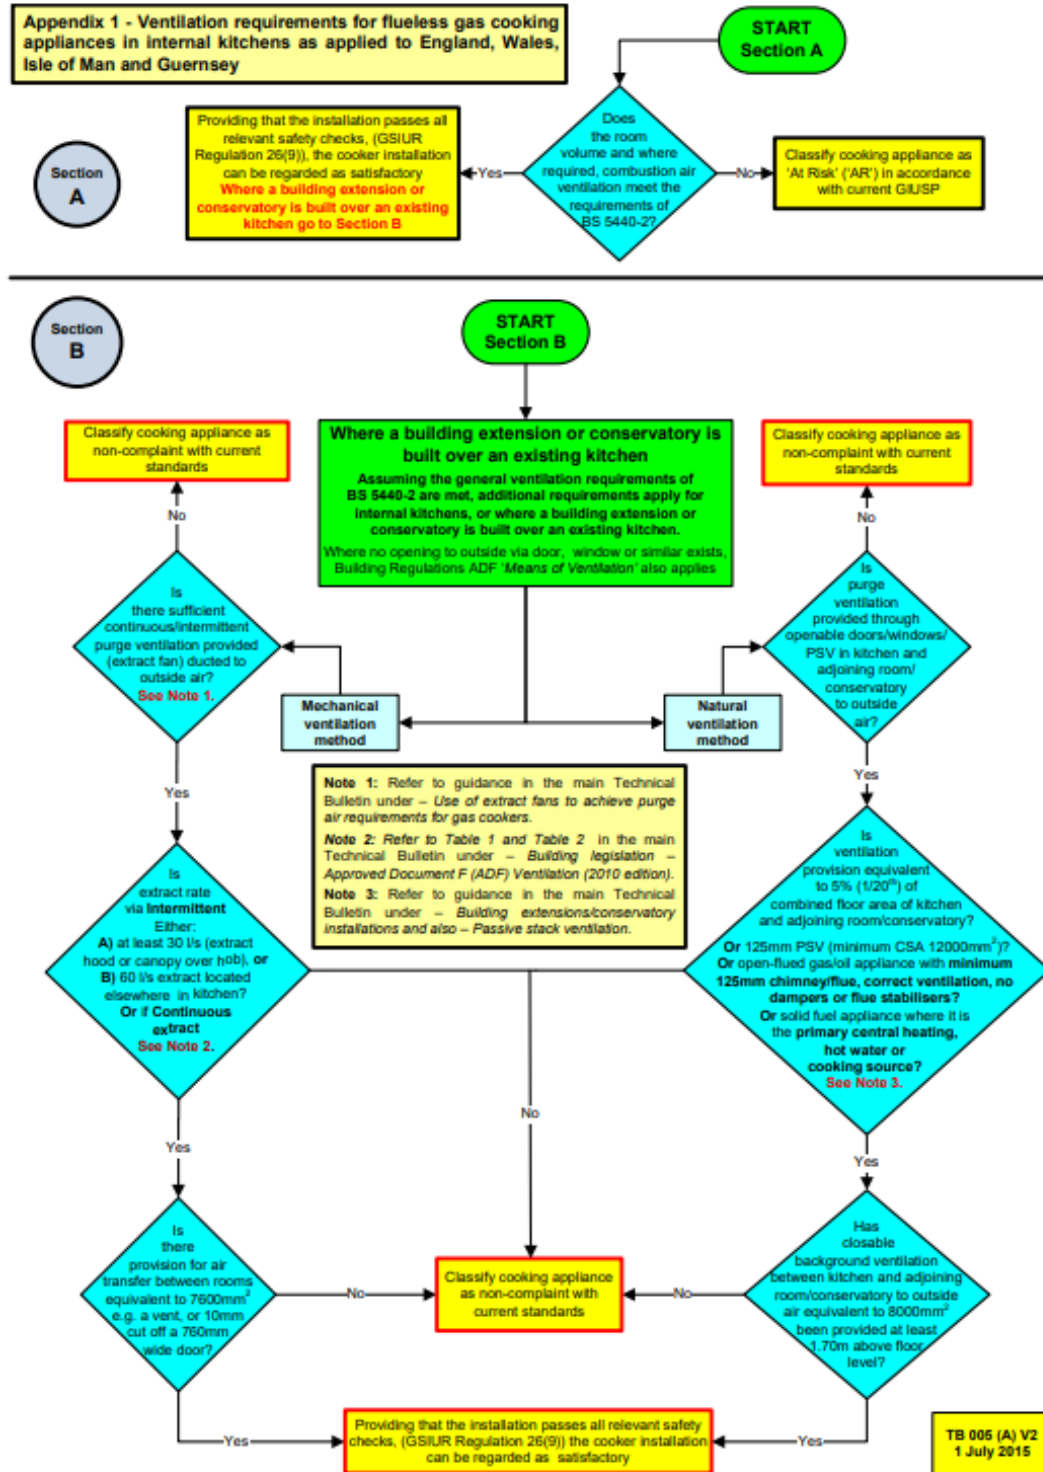 Appendix 1 - Ventilation requirements for flueless gas cooking
appliances in internal kitchens as applied to England, Wales,
Isle of Man and Guernsey
START
Section A
Section
A
Providing that the installation passes all
relevant safety checks, (GSIUR
Regulation 26(9)), the cooker installation
can be regarded as satisfactory
Where a building extension or
conservatory is built over an existing
kitchen go to Section B
Yes
Does
the room
volume and where
required, combustion air
ventilation meet the
requirements of
BS 5440-2?
No
Classify cooking appliance as
'At Risk' ('AR') in accordance
with current GIUSP
Section
B
START
Section B
Classify cooking appliance as
non-complaint with current
standards
Where a building extension or conservatory is
built over an existing kitchen
Assuming the general ventilation requirements of
BS 5440-2 are met, additional requirements apply for
internal kitchens, or where a building extension or
conservatory is built over an existing kitchen.
Where no opening to outside via door, window or similar exists,
Building Regulations ADF 'Means of Ventilation' also applies
Classify cooking appliance as
non-complaint with current
standards
No
No
Is
there sufficient
continuous/intermittent
purge ventilation provided
(extract fan) ducted to
outside air?
See Note 1.
Mechanical
ventilation
method
Natural
ventilation
method
Is
purge
ventilation
provided through
openable doors/windows/
PSV in kitchen and
adjoining room/
conservatory
to outside
air?
Yes
Yes
Note 1: Refer to guidance in the main Technical
Bulletin under – Use of extract fans to achieve purge
air requirements for gas cookers.
Note 2: Refer to Table 1 and Table 2 in the main
Technical Bulletin under – Building legislation –
Approved Document F (ADF) Ventilation (2010 edition).
Note 3: Refer to guidance in the main Technical
Bulletin under – Building extensions/conservatory
installations and also – Passive stack ventilation.
Is
extract rate
via Intermittent
Either:
A) at least 30 l/s (extract
hood or canopy over hob), or
B) 60 l/s extract located
elsewhere in kitchen?
Or if Continuous
extract
See Note 2.
Is
ventilation
provision equivalent
to 5% (1/20th) of
combined floor area of kitchen
and adjoining room/conservatory?
Or 125mm PSV (minimum CSA 12000mm²)?
Or open-flued gas/oil appliance with minimum
125mm chimney/flue, correct ventilation, no
dampers or flue stabilisers?
Or solid fuel appliance where it is
the primary central heating,
hot water or
cooking source?
See Note 3.
No
Yes
Yes
Is
there
provision for air
transfer between rooms
equivalent to 7600mm²
e.g. a vent, or 10mm
cut off a 760mm
wide door?
No
Classify cooking appliance
as non-complaint with
current standards
No
Has
closable
background ventilation
between kitchen and adjoining
room/conservatory to outside
air equivalent to 8000mm²
been provided at least
1.70m above floor
level?
Yes
Providing that the installation passes all relevant safety
checks, (GSIUR Regulation 26(9)) the cooker installation
can be regarded as satisfactory
Yes
TB 005 (A) V2
1 July 2015